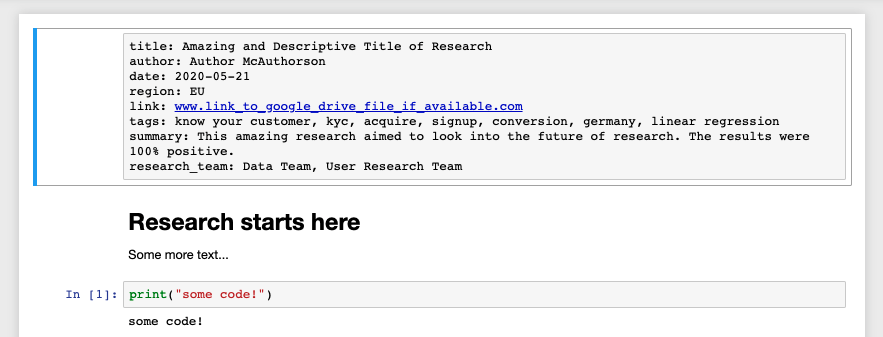 title: Amazing and Descriptive Title of Research
author: Author McAuthorson
date: 2020-05-21
region: EU
link: www.link_to_google_drive_file_if_available.com
tags: know your customer, kyc, acquire, signup, conversion, germany, linear regression
summary: This amazing research aimed to look into the future of research. The results were
100% positive.
research_team: Data Team, User Research Team
Research starts here
Some more text...
In [1]: print("some code!")
some code!